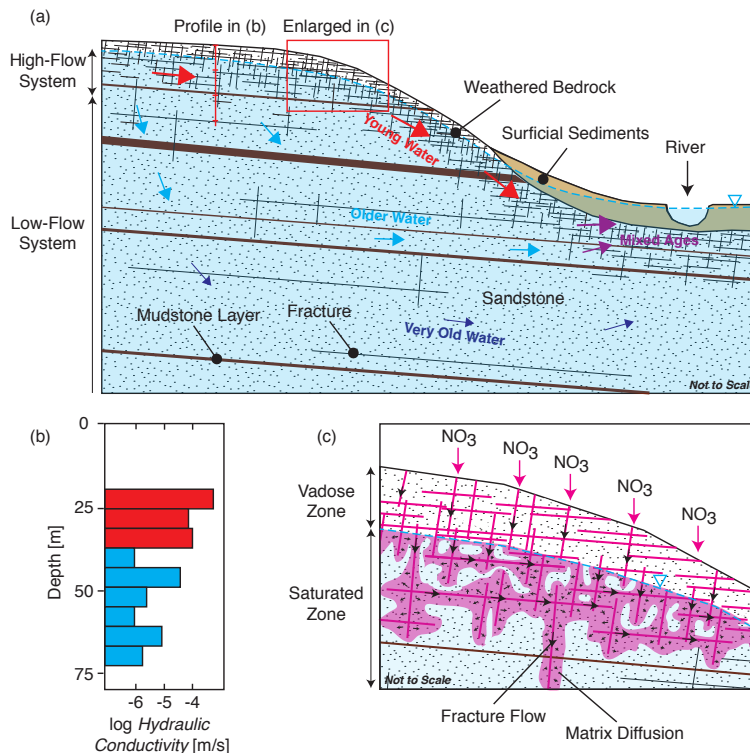 (a)
Profile in (b)
Enlarged in (c)
High-Flow
System
Weathered Bedrock
Surficial Sediments
River
Young Water
Low-Flow
System
Older Water
Mixed Ages
Sandstone
Mudstone Layer
Fracture
Very Old Water
Not to Scale
(b)
0
25
50
75
Depth [m]
-6
-5
-4
log Hydraulic
Conductivity [m/s]
(c)
NO3
NO3
NO3
NO3
NO3
Vadose
Zone
Saturated
Zone
Not to Scale
Fracture Flow
Matrix Diffusion